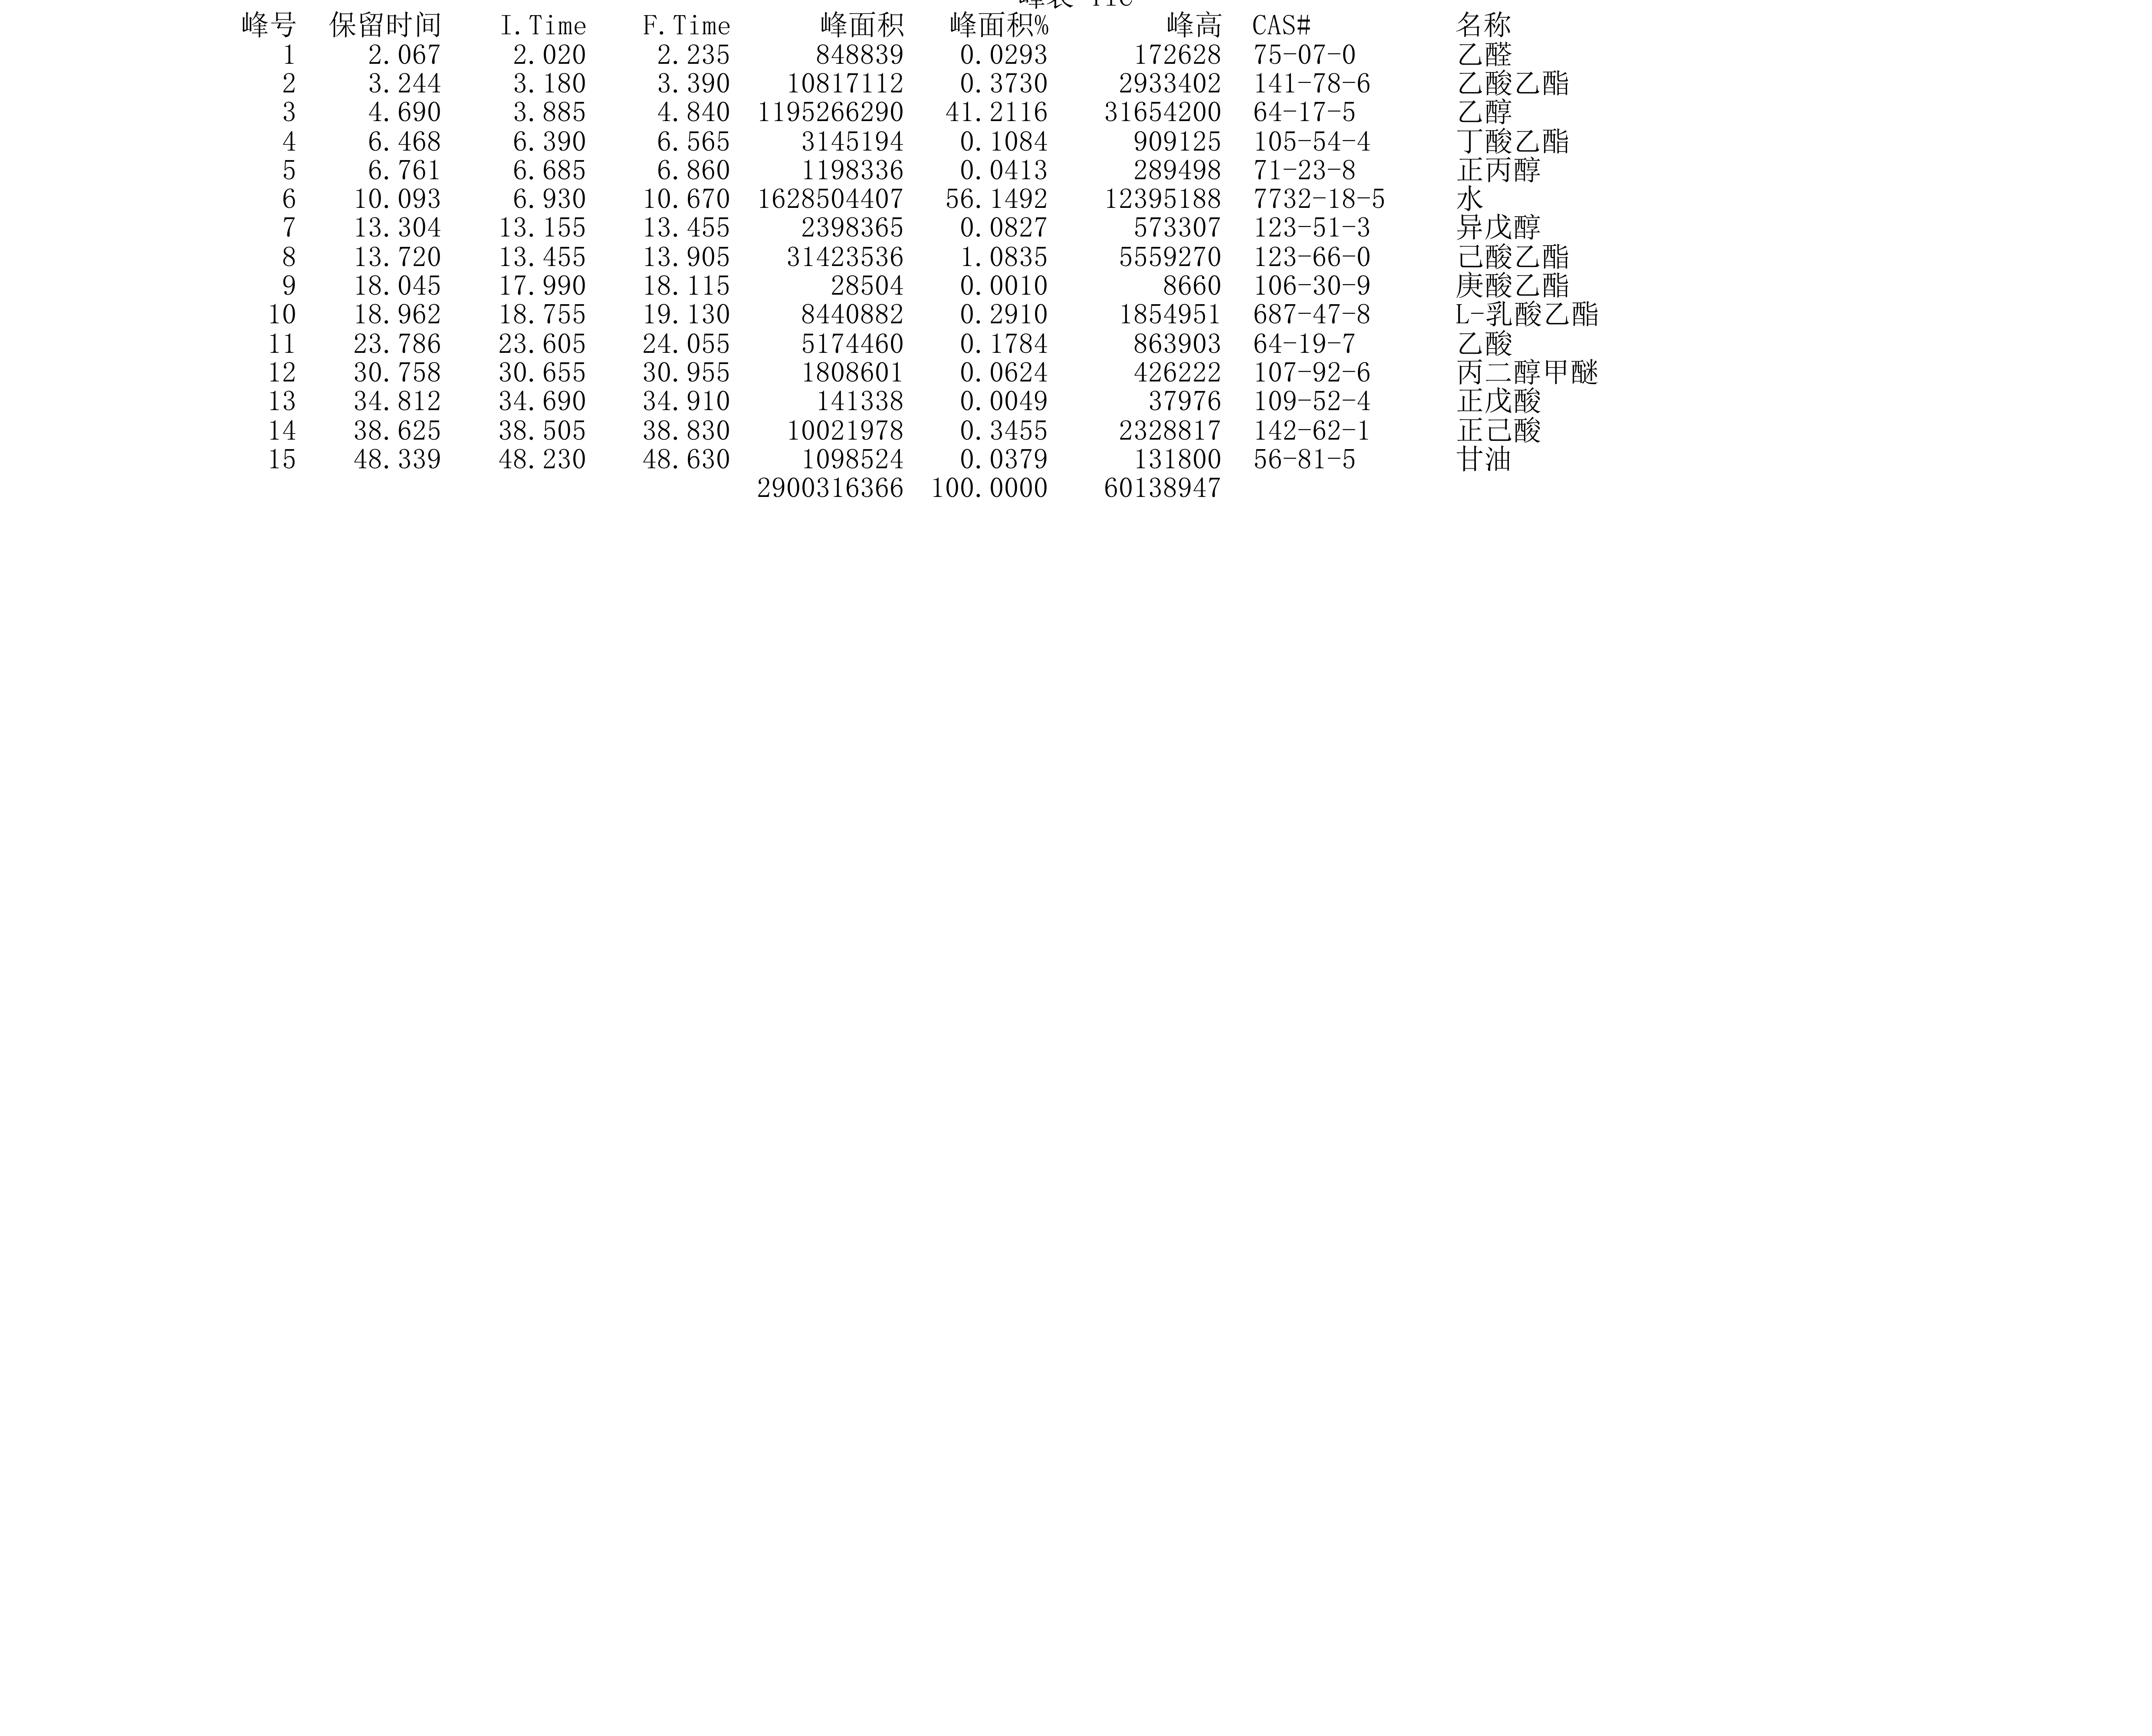 峰表 TIC
峰号 保留时间 I.Time F.Time 峰面积 峰面积% 峰高 CAS# 名称
1 2.067 2.020 2.235 848839 0.0293 172628 75-07-0 乙醛
2 3.244 3.180 3.390 10817112 0.3730 2933402 141-78-6 乙酸乙酯
3 4.690 3.885 4.840 1195266290 41.2116 31654200 64-17-5 乙醇
4 6.468 6.390 6.565 3145194 0.1084 909125 105-54-4 丁酸乙酯
5 6.761 6.685 6.860 1198336 0.0413 289498 71-23-8 正丙醇
6 10.093 6.930 10.670 1628504407 56.1492 12395188 7732-18-5 水
7 13.304 13.155 13.455 2398365 0.0827 573307 123-51-3 异戊醇
8 13.720 13.455 13.905 31423536 1.0835 5559270 123-66-0 己酸乙酯
9 18.045 17.990 18.115 28504 0.0010 8660 106-30-9 庚酸乙酯
10 18.962 18.755 19.130 8440882 0.2910 1854951 687-47-8 L-乳酸乙酯
11 23.786 23.605 24.055 5174460 0.1784 863903 64-19-7 乙酸
12 30.758 30.655 30.955 1808601 0.0624 426222 107-92-6 丙二醇甲醚
13 34.812 34.690 34.910 141338 0.0049 37976 109-52-4 正戊酸
14 38.625 38.505 38.830 10021978 0.3455 2328817 142-62-1 正己酸
15 48.339 48.230 48.630 1098524 0.0379 131800 56-81-5 甘油
2900316366 100.0000 60138947